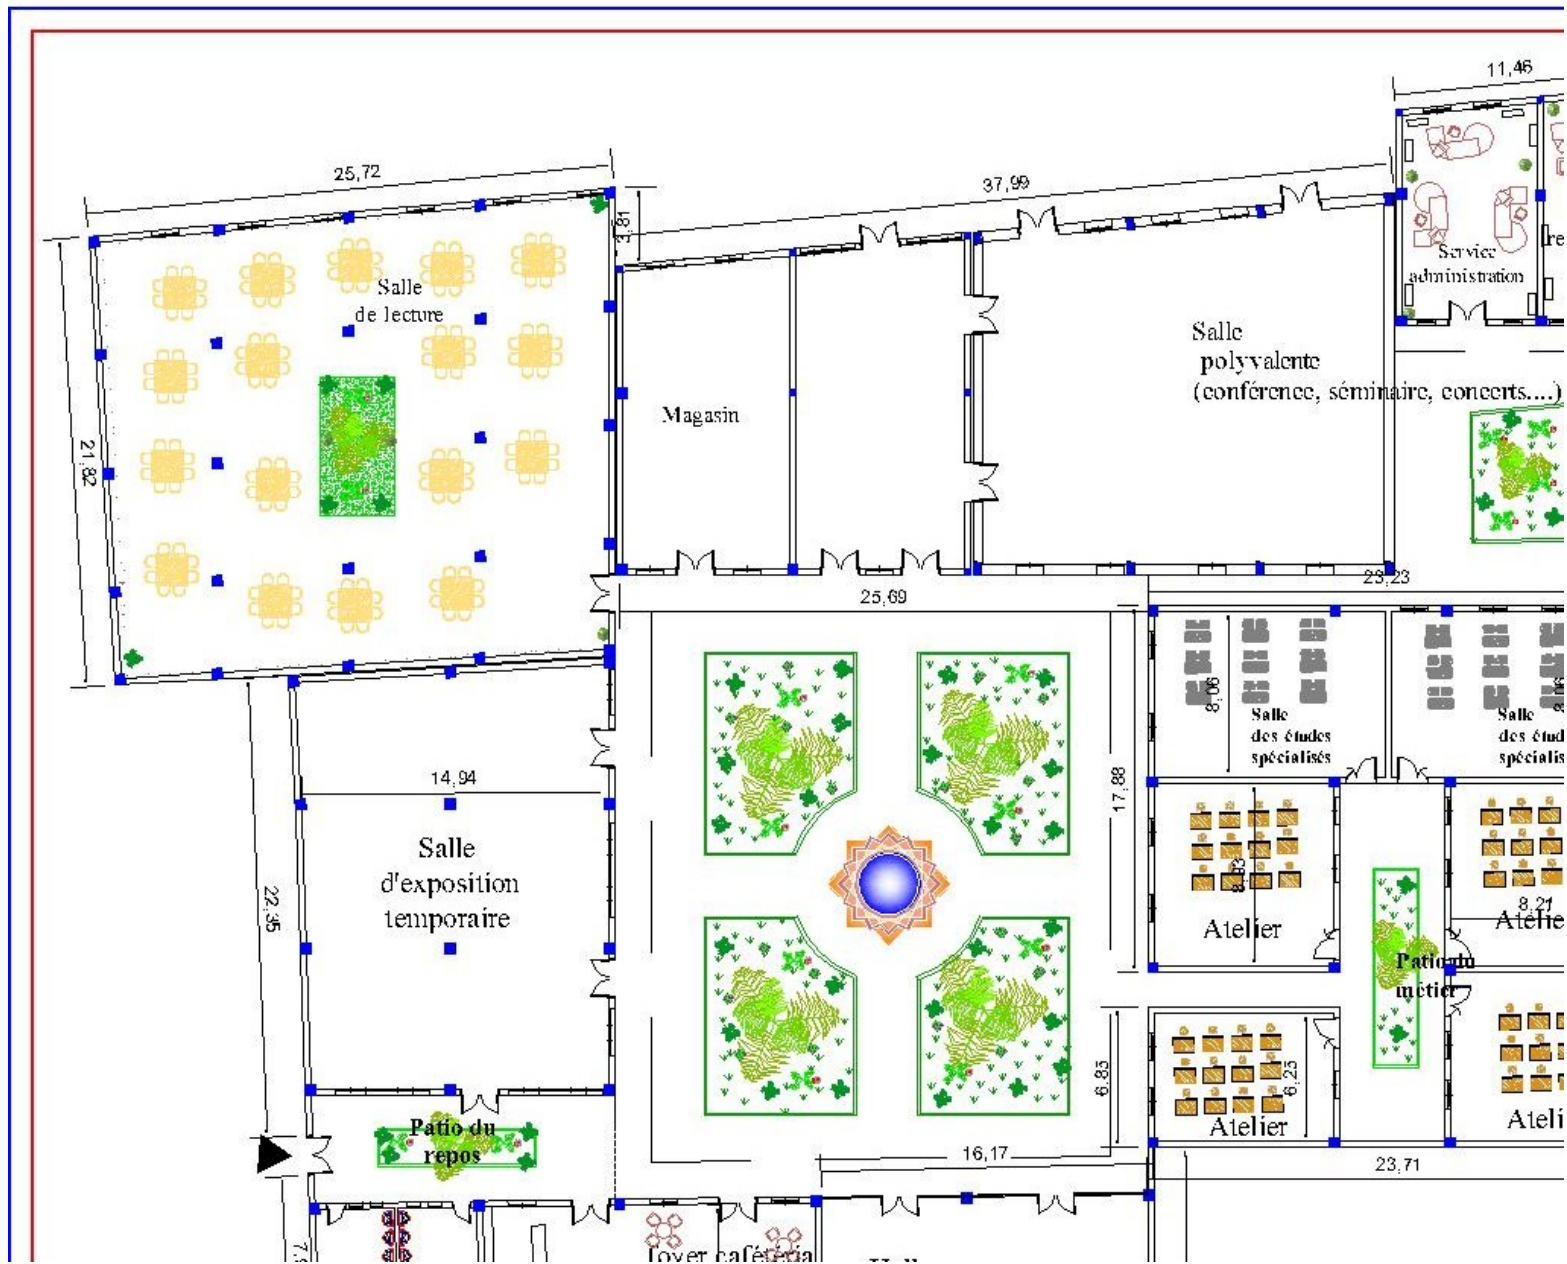 11,46
25,72
37,99
3,81
Salle
de lecture
Service
administration
re
Salle
polyvalente
(conférence, séminaire, concerts....)
Magasin
21,82
23,23
25,69
8,06
Salle
des études
spécialisés
Salle
des étud
spécialis
14,94
17,88
Salle
d'exposition
temporaire
22,35
8,21
Atelier
Atelie
Patio du
métier
6,83
6,23
Patio du
repos
Atelier
Ateli
16,17
23,71
foyer cafétéria